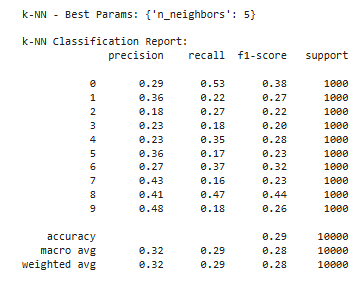 k-NN - Best Params: {'n_neighbors': 5}
k-NN Classification Report:
precision recall f1-score support
0 0.29 0.53 0.38 1000
1 0.36 0.22 0.27 1000
2 0.18 0.27 0.22 1000
3 0.23 0.18 0.20 1000
4 0.23 0.35 0.28 1000
5 0.36 0.17 0.23 1000
6 0.27 0.37 0.32 1000
7 0.43 0.16 0.23 1000
8 0.41 0.47 0.44 1000
9 0.48 0.18 0.26 1000
accuracy 0.29 10000
macro avg 0.32 0.29 0.28 10000
weighted avg 0.32 0.29 0.28 10000